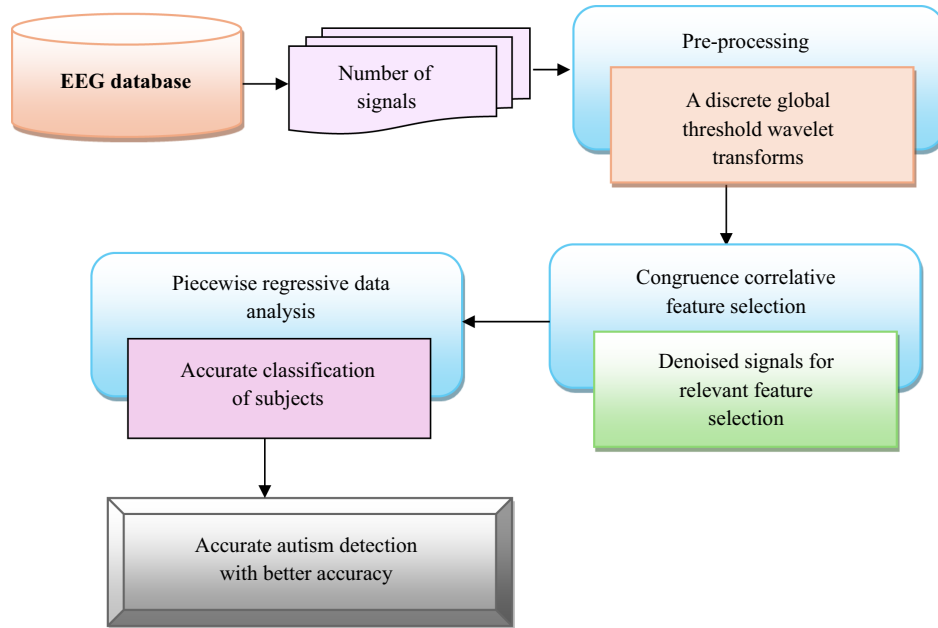 EEG database
Number of
signals
Pre-processing
A discrete global
threshold wavelet
transforms
Congruence correlative
feature selection
Denoised signals for
relevant feature
selection
Piecewise regressive data
analysis
Accurate classification
of subjects
Accurate autism detection
with better accuracy